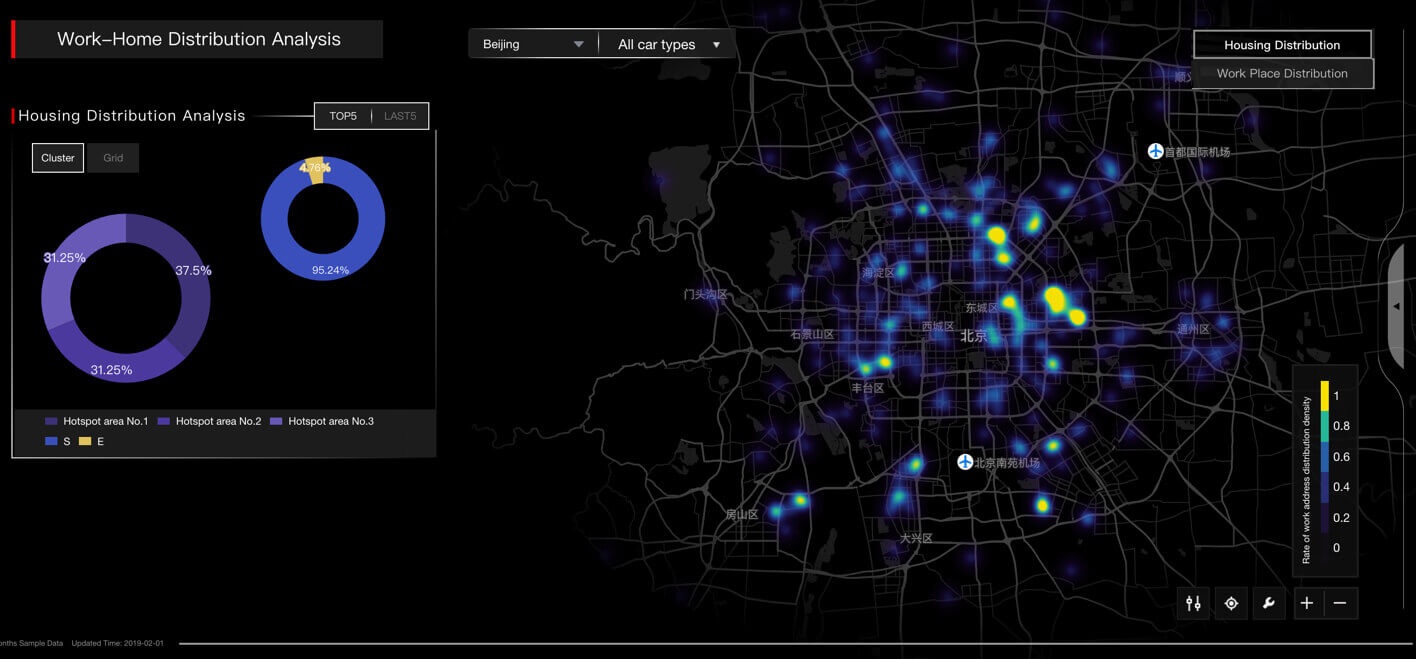 Work-Home Distribution Analysis
Beijing
All car types
Housing Distribution
Work Place Distribution
Housing Distribution Analysis
TOP5
LAST5
Cluster
Grid
4.76%
95.24%
31.25%
37.5%
31.25%
Hotspot area No.1
Hotspot area No.2
Hotspot area No.3
S
E
首都国际机场
海淀区
门头沟区
东城区
西城区
北京
石景山区
通州区
丰台区
北京南苑机场
房山区
大兴区
Rate of work address distribution density
1
0.8
0.6
0.4
0.2
0
Sample Data Updated Time: 2019-02-01